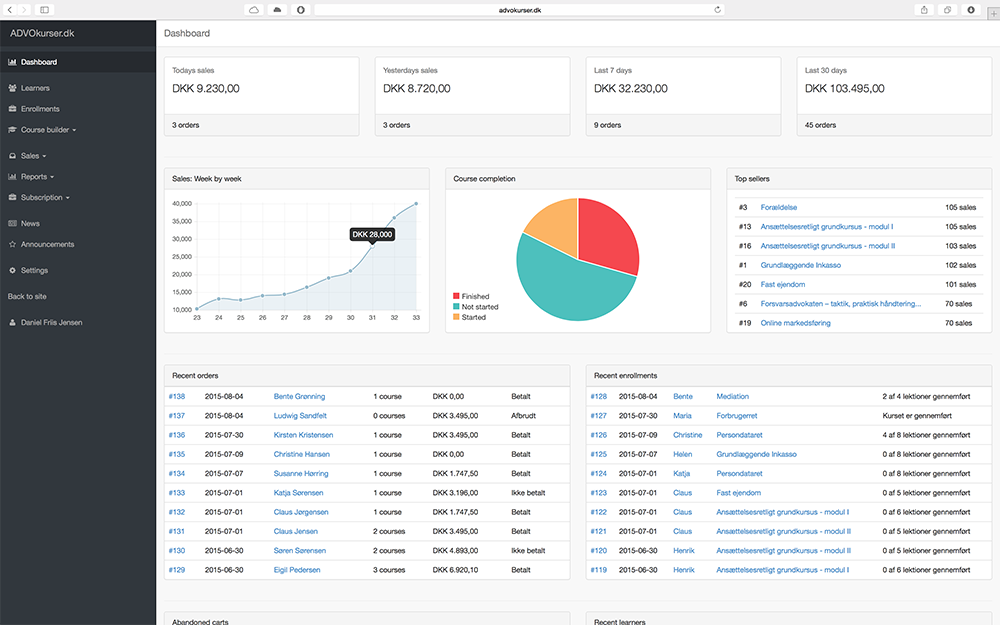 advokurser.dk
ADVOkurser.dk
Dashboard
Learners
Enrollments
Course builder
Sales
Reports
Subscription
News
Announcements
Settings
Back to site
Daniel Friis Jensen
Dashboard
Todays sales
DKK 9.230,00
3 orders
Yesterdays sales
DKK 8.720,00
3 orders
Last 7 days
DKK 32.230,00
9 orders
Last 30 days
DKK 103.495,00
45 orders
Sales: Week by week
40,000
35,000
30,000
25,000
20,000
15,000
10,000
DKK 28,000
23 24 25 26 27 28 29 30 31 32 33
Course completion
Finished
Not started
Started
Top sellers
#3 Forældelse 105 sales
#13 Ansættelsesretligt grundkursus - modul I 105 sales
#16 Ansættelsesretligt grundkursus - modul II 103 sales
#1 Grundlæggende Inkasso 102 sales
#20 Fast ejendom 101 sales
#6 Forsvarsadvokaten – taktik, praktisk håndtering... 70 sales
#19 Online markedsføring 70 sales
Recent orders
#138 2015-08-04 Bente Grønning 1 course DKK 0,00 Betalt
#137 2015-08-04 Ludwig Sandfelt 0 courses DKK 3.495,00 Afbrudt
#136 2015-07-30 Kirsten Kristensen 1 course DKK 3.495,00 Betalt
#135 2015-07-09 Christine Hansen 1 course DKK 0,00 Betalt
#134 2015-07-07 Susanne Hørring 1 course DKK 1.747,50 Betalt
#133 2015-07-01 Katja Sørensen 1 course DKK 3.196,00 Ikke betalt
#132 2015-07-01 Claus Jørgensen 1 course DKK 1.747,50 Betalt
#131 2015-07-01 Claus Jensen 2 courses DKK 3.495,00 Betalt
#130 2015-06-30 Søren Sørensen 2 courses DKK 4.893,00 Ikke betalt
#129 2015-06-30 Eigil Pedersen 3 courses DKK 6.920,10 Betalt
Recent enrollments
#128 2015-08-04 Bente Mediation 2 af 4 lektioner gennemført
#127 2015-07-30 Maria Forbrugerret Kurset er gennemført
#126 2015-07-09 Christine Persondataret 4 af 8 lektioner gennemført
#125 2015-07-07 Helen Grundlæggende Inkasso 0 af 8 lektioner gennemført
#124 2015-07-01 Katja Persondataret 0 af 8 lektioner gennemført
#123 2015-07-01 Claus Fast ejendom 0 af 5 lektioner gennemført
#122 2015-07-01 Claus Ansættelsesretligt grundkursus - modul I 0 af 6 lektioner gennemført
#121 2015-07-01 Claus Ansættelsesretligt grundkursus - modul II 0 af 5 lektioner gennemført
#120 2015-06-30 Henrik Ansættelsesretligt grundkursus - modul II 0 af 5 lektioner gennemført
#119 2015-06-30 Henrik Ansættelsesretligt grundkursus - modul I 0 af 6 lektioner gennemført
Abandoned carts
Recent learners